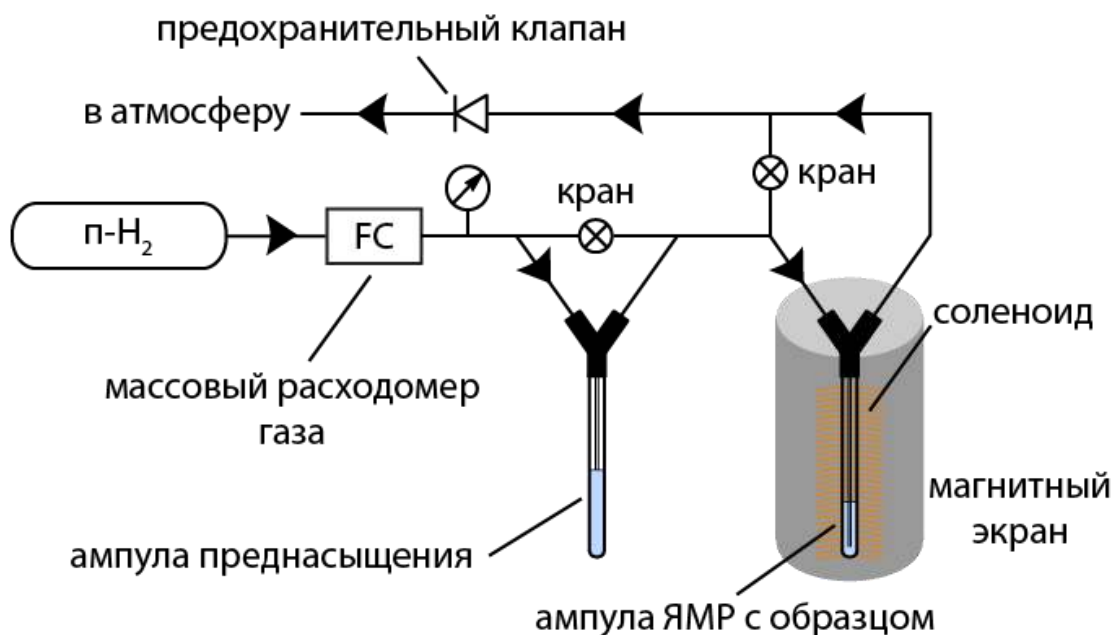 предохранительный клапан
в атмосферу
кран
кран
п-H₂
FC
соленоид
массовый расходомер
газа
магнитный
экран
ампула преднасыщения
ампула ЯМР с образцом